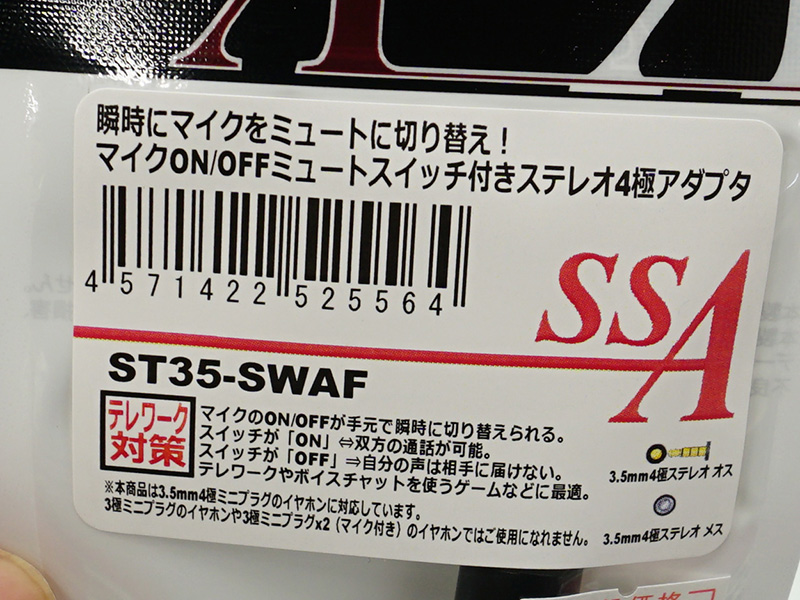 瞬時にマイクをミュートに切り替え！
マイクON/OFFミュートスイッチ付きステレオ4極アダプタ
4 571422 525564
SSA
ST35-SWAF
テレワーク
対策
マイクのON/OFFが手元で瞬時に切り替えられる。
スイッチが「ON」⇔双方の通話が可能。
スイッチが「OFF」⇒自分の声は相手に届けない。
テレワークやボイスチャットを使うゲームなどに最適。
※本商品は3.5mm4極ミニプラグのイヤホンに対応しています。
3極ミニプラグのイヤホンや3極ミニプラグx2（マイク付き）のイヤホンではご使用になれません。
3.5mm4極ステレオ オス
3.5mm4極ステレオ メス